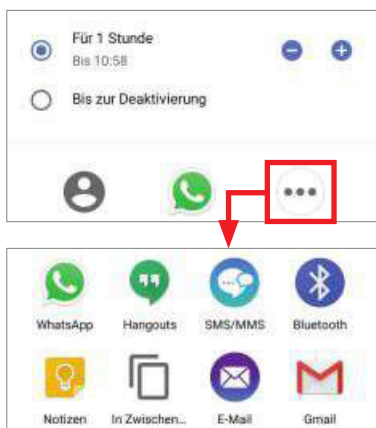 Für 1 Stunde
Bis 10:58
Bis zur Deaktivierung
WhatsApp Hangouts SMS/MMS Bluetooth
Notizen In Zwischen... E-Mail Gmail